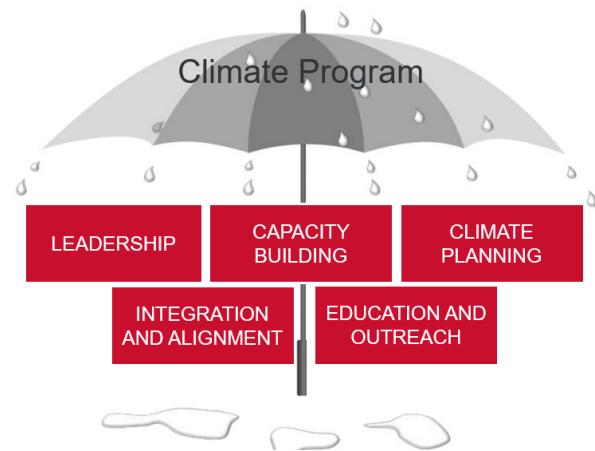 Climate Program
LEADERSHIP
CAPACITY
BUILDING
CLIMATE
PLANNING
INTEGRATION
AND ALIGNMENT
EDUCATION AND
OUTREACH